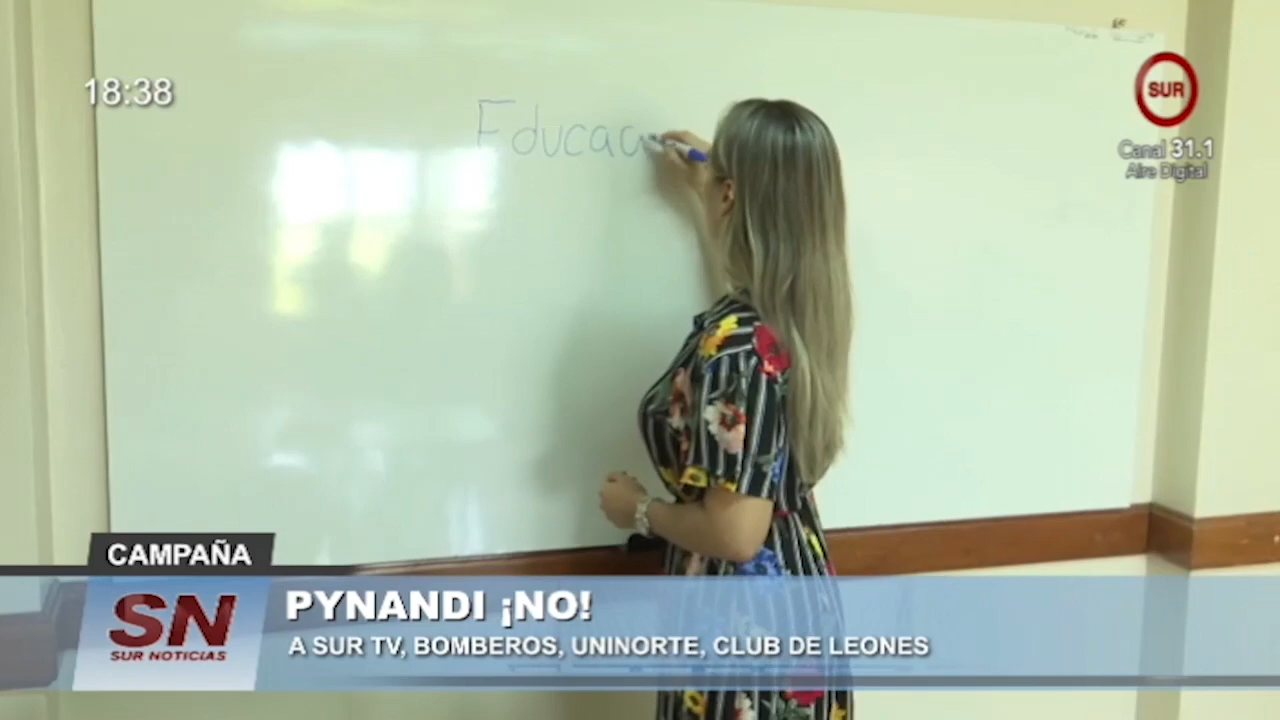 18:38
Educac
SUR
Canal 31.1
Aire Digital
CAMPAÑA
SN
SUR NOTICIAS
PYNANDI ¡NO!
A SUR TV, BOMBEROS, UNINORTE, CLUB DE LEONES